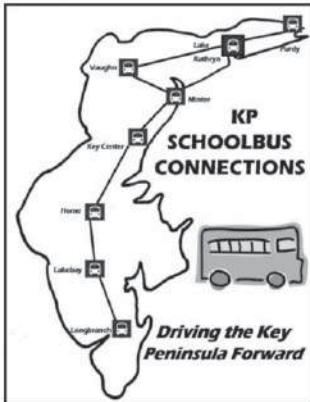 Lake
Kathryn
Purdy
Vaughn
Minter
KP
SCHOOLBUS
CONNECTIONS
Key Center
Home
Lakebay
Longbranch
Driving the Key
Peninsula Forward